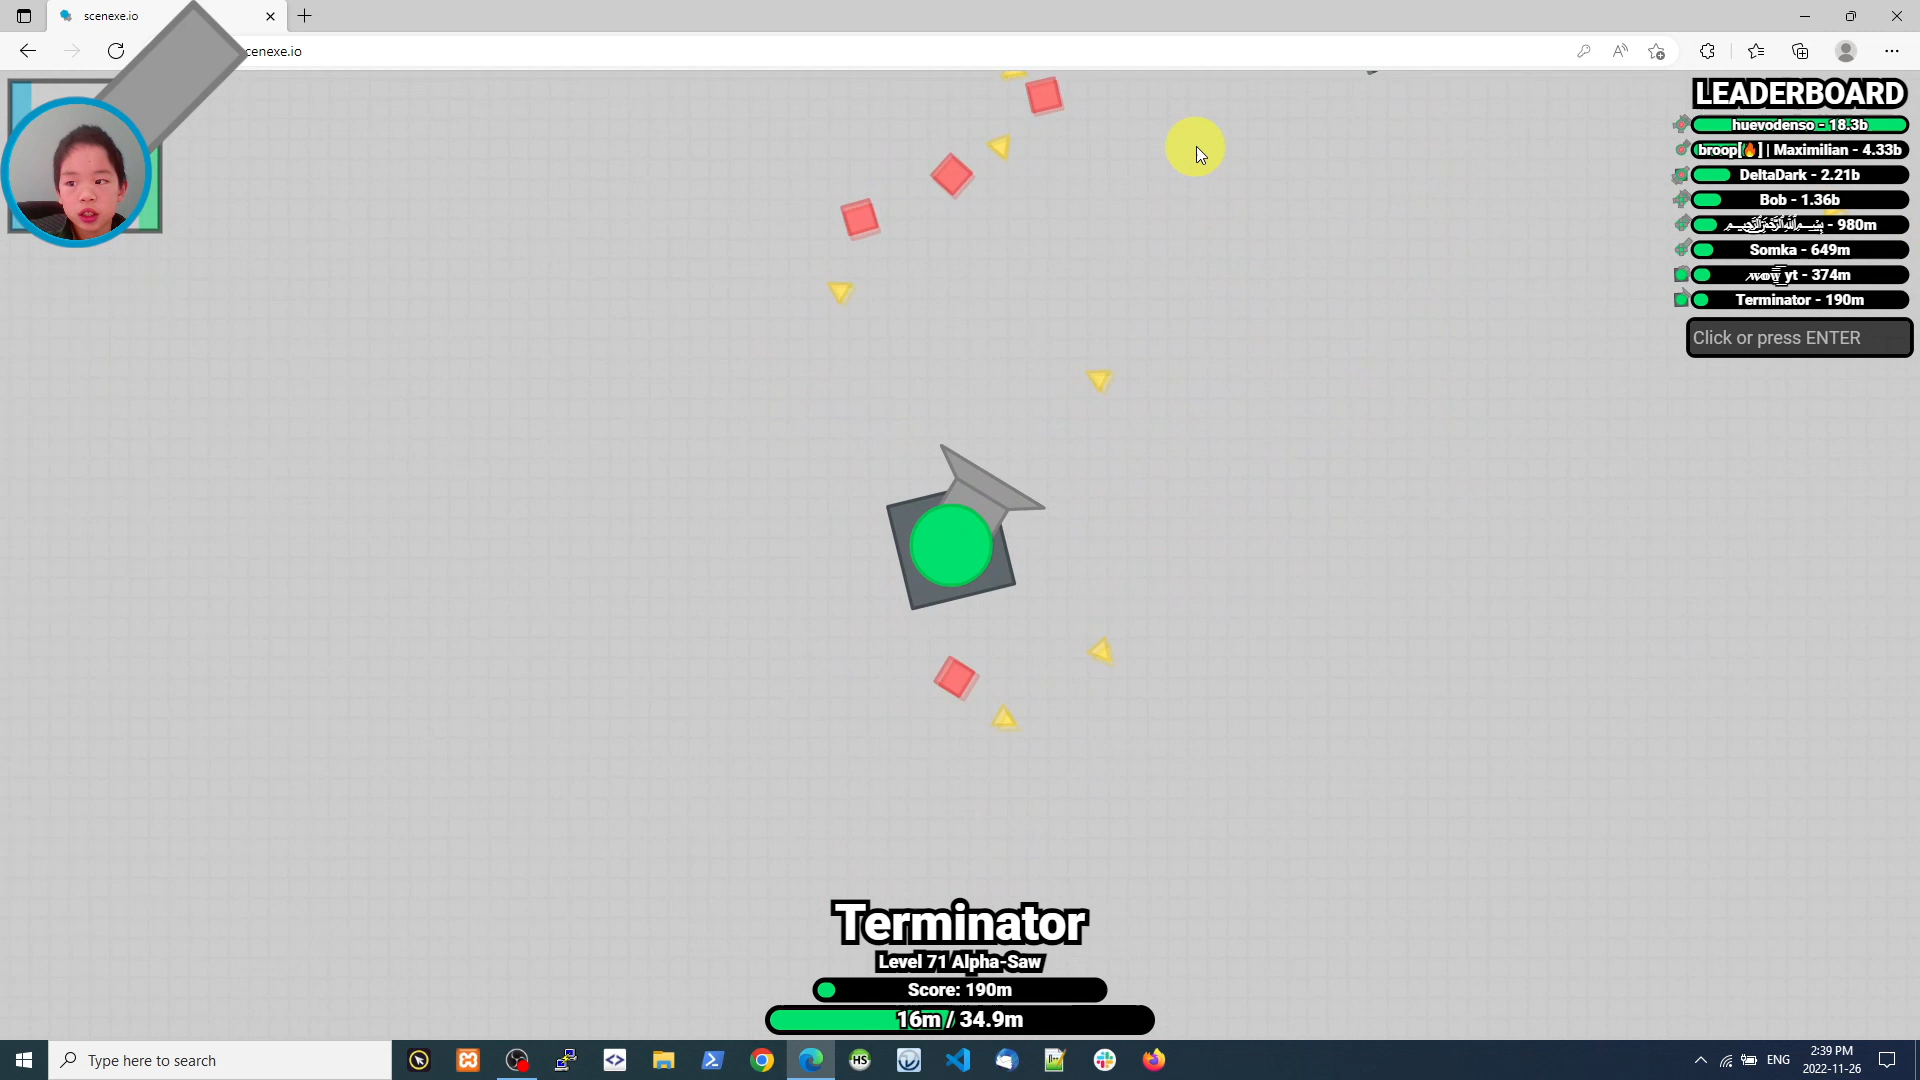 scenexe.io
cenexe.io
LEADERBOARD
huevodenso - 18.3b
broop[🔥] | Maximilian - 4.33b
DeltaDark - 2.21b
Bob - 1.36b
﷽ - 980m
Somka - 649m
wow yt - 374m
Terminator - 190m
Click or press ENTER
Terminator
Level 71 Alpha-Saw
Score: 190m
16m / 34.9m
Type here to search
HS
ENG
2:39 PM
2022-11-26